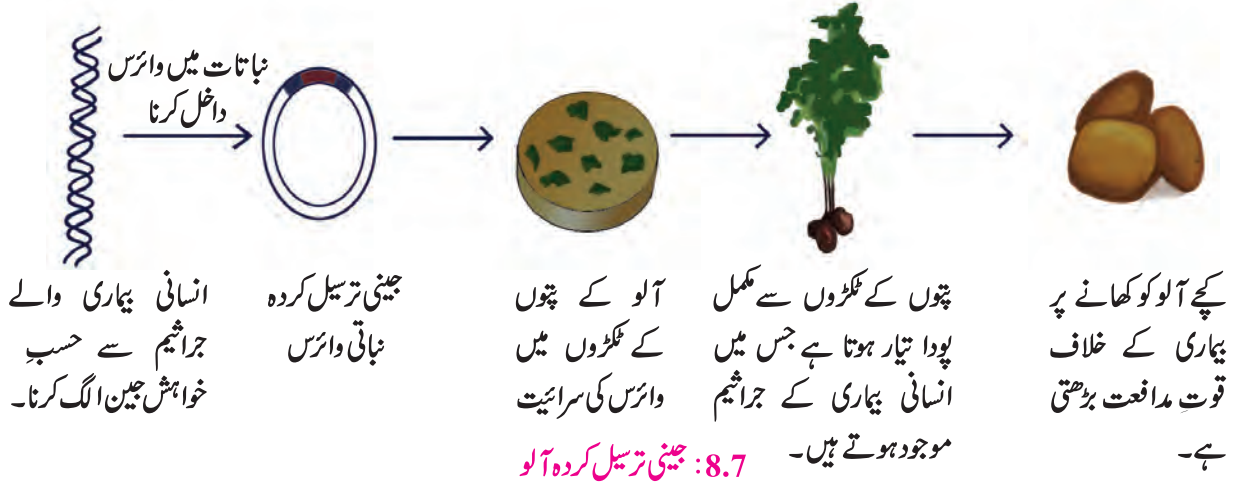 نباتات میں وائرس
داخل کرنا
انسانی بیماری والے
جراثیم سے حسبِ
خواہش جین الگ کرنا۔
جینی ترسیل کردہ
نباتی وائرس
آلو کے پتوں
کے ٹکڑوں میں
وائرس کی سرائیت
پتوں کے ٹکڑوں سے مکمل
پودا تیار ہوتا ہے جس میں
انسانی بیماری کے جراثیم
موجود ہوتے ہیں۔
کچے آلو کو کھانے پر
بیماری کے خلاف
قوتِ مدافعت بڑھتی
ہے۔
8.7: جینی ترسیل کردہ آلو